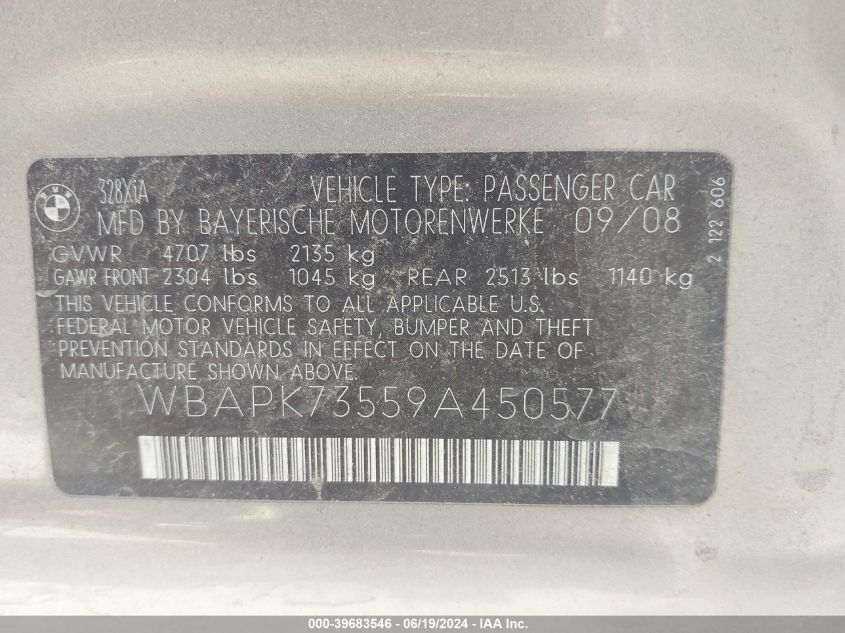 BMW
328XiA VEHICLE TYPE: PASSENGER CAR
MFD BY BAYERISCHE MOTORENWERKE 09/08
GVWR 4707 lbs 2135 kg
GAWR FRONT 2304 lbs 1045 kg REAR 2513 lbs 1140 kg
THIS VEHICLE CONFORMS TO ALL APPLICABLE U.S.
FEDERAL MOTOR VEHICLE SAFETY, BUMPER AND THEFT
PREVENTION STANDARDS IN EFFECT ON THE DATE OF
MANUFACTURE SHOWN ABOVE.
WBAPK73559A450577
2 122 606
000-39683546 - 06/19/2024 - IAA Inc.